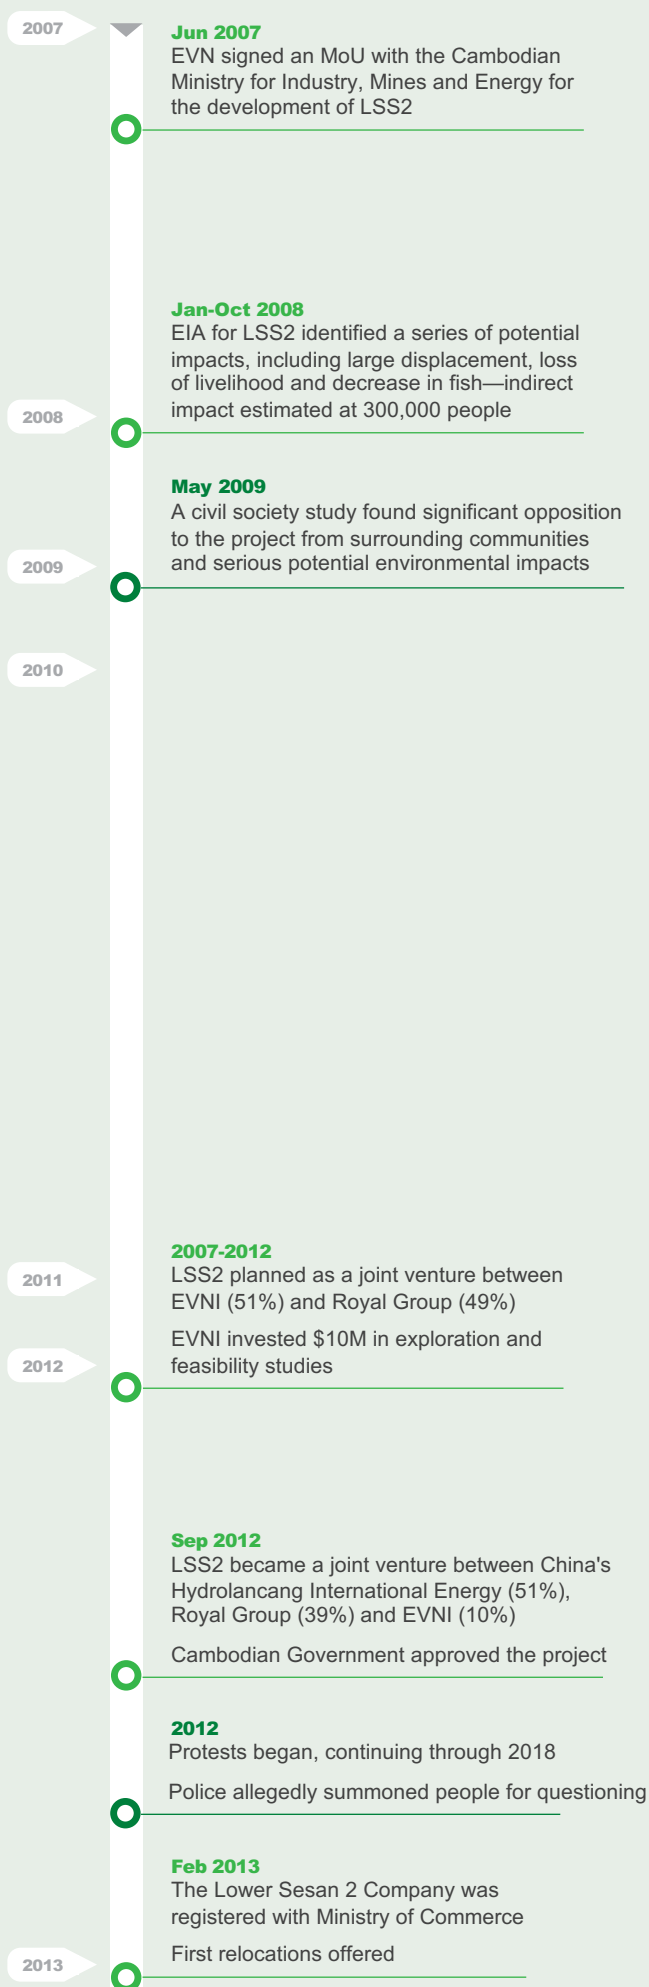 2007
Jun 2007
EVN signed an MoU with the Cambodian
Ministry for Industry, Mines and Energy for
the development of LSS2
Jan-Oct 2008
EIA for LSS2 identified a series of potential
impacts, including large displacement, loss
of livelihood and decrease in fish—indirect
impact estimated at 300,000 people
2008
May 2009
A civil society study found significant opposition
to the project from surrounding communities
and serious potential environmental impacts
2009
2010
2007-2012
LSS2 planned as a joint venture between
EVNI (51%) and Royal Group (49%)
2011
EVNI invested $10M in exploration and
feasibility studies
2012
Sep 2012
LSS2 became a joint venture between China's
Hydrolancang International Energy (51%),
Royal Group (39%) and EVNI (10%)
Cambodian Government approved the project
2012
Protests began, continuing through 2018
Police allegedly summoned people for questioning
Feb 2013
The Lower Sesan 2 Company was
registered with Ministry of Commerce
First relocations offered
2013